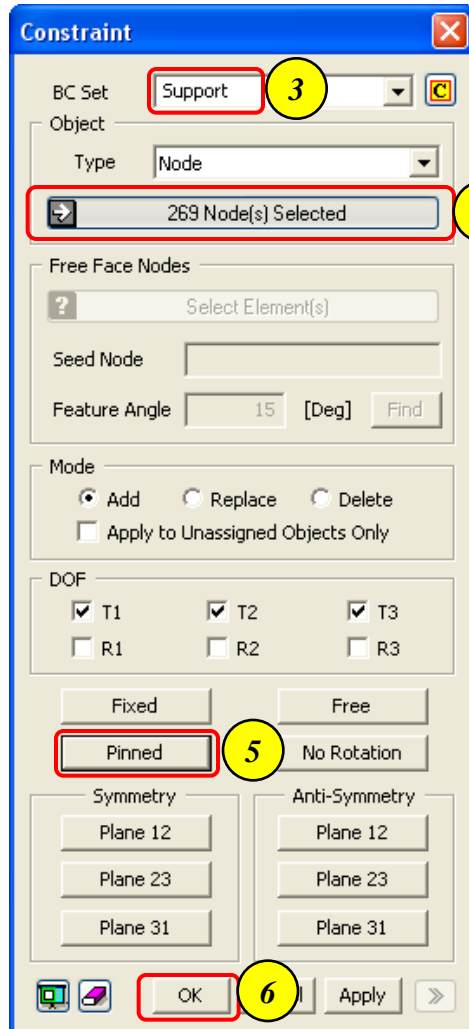 Constraint
BC Set Support 3 C
Object
Type Node
269 Node(s) Selected
Free Face Nodes
? Select Element(s)
Seed Node
Feature Angle 15 [Deg] Find
Mode
Add Replace Delete
Apply to Unassigned Objects Only
DOF
T1 T2 T3
R1 R2 R3
Fixed Free
Pinned 5 No Rotation
Symmetry Anti-Symmetry
Plane 12 Plane 12
Plane 23 Plane 23
Plane 31 Plane 31
OK 6 Apply